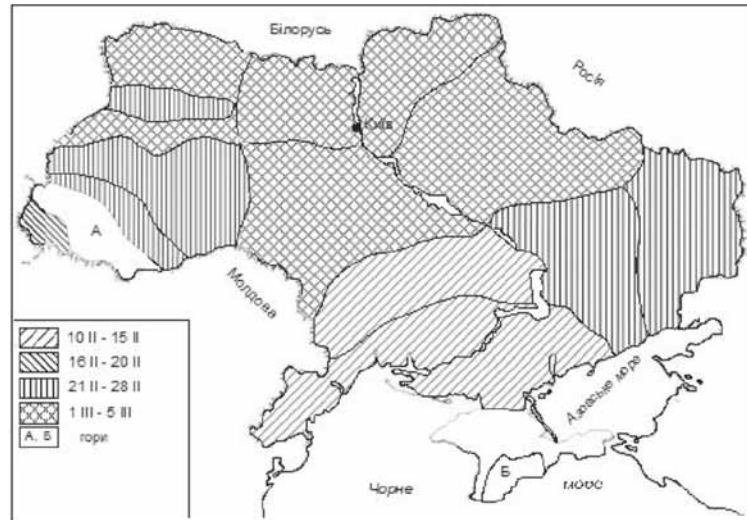 Білорусь
Росія
Київ
А
Молдова
10 ІІ - 15 ІІ
16 ІІ - 20 ІІ
21 ІІ - 28 ІІ
1 ІІІ - 5 ІІІ
А, Б гори
Азовське море
Б
Чорне море